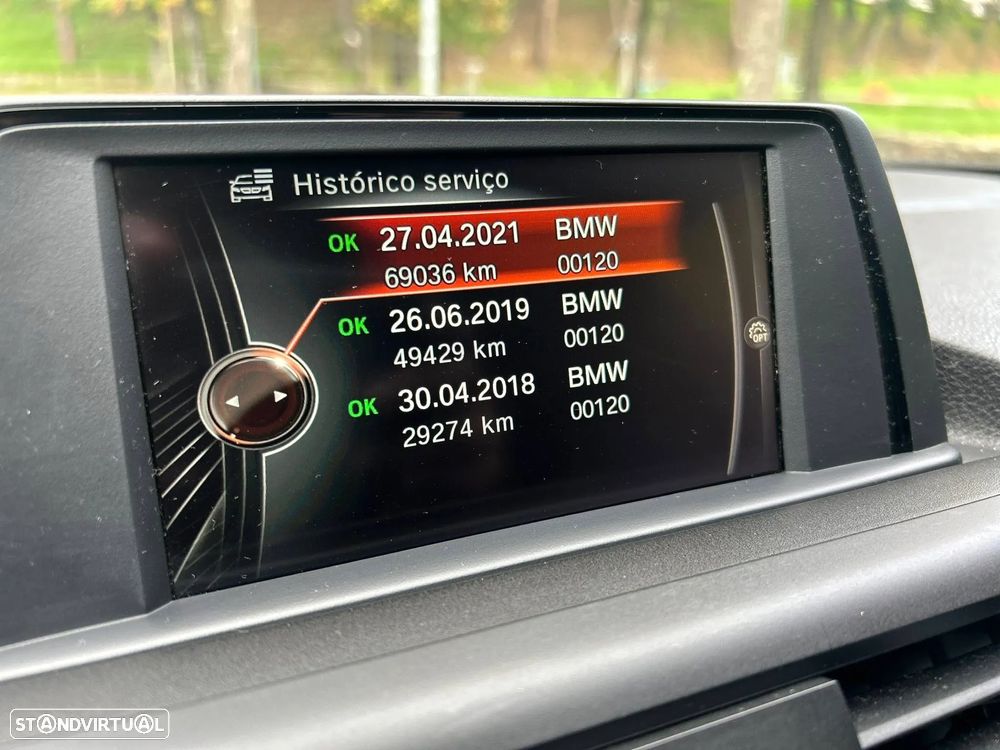 Histórico serviço
OK 27.04.2021 BMW
69036 km 00120
OK 26.06.2019 BMW
49429 km 00120
OK 30.04.2018 BMW
29274 km 00120
OPT
STANDVIRTUAL